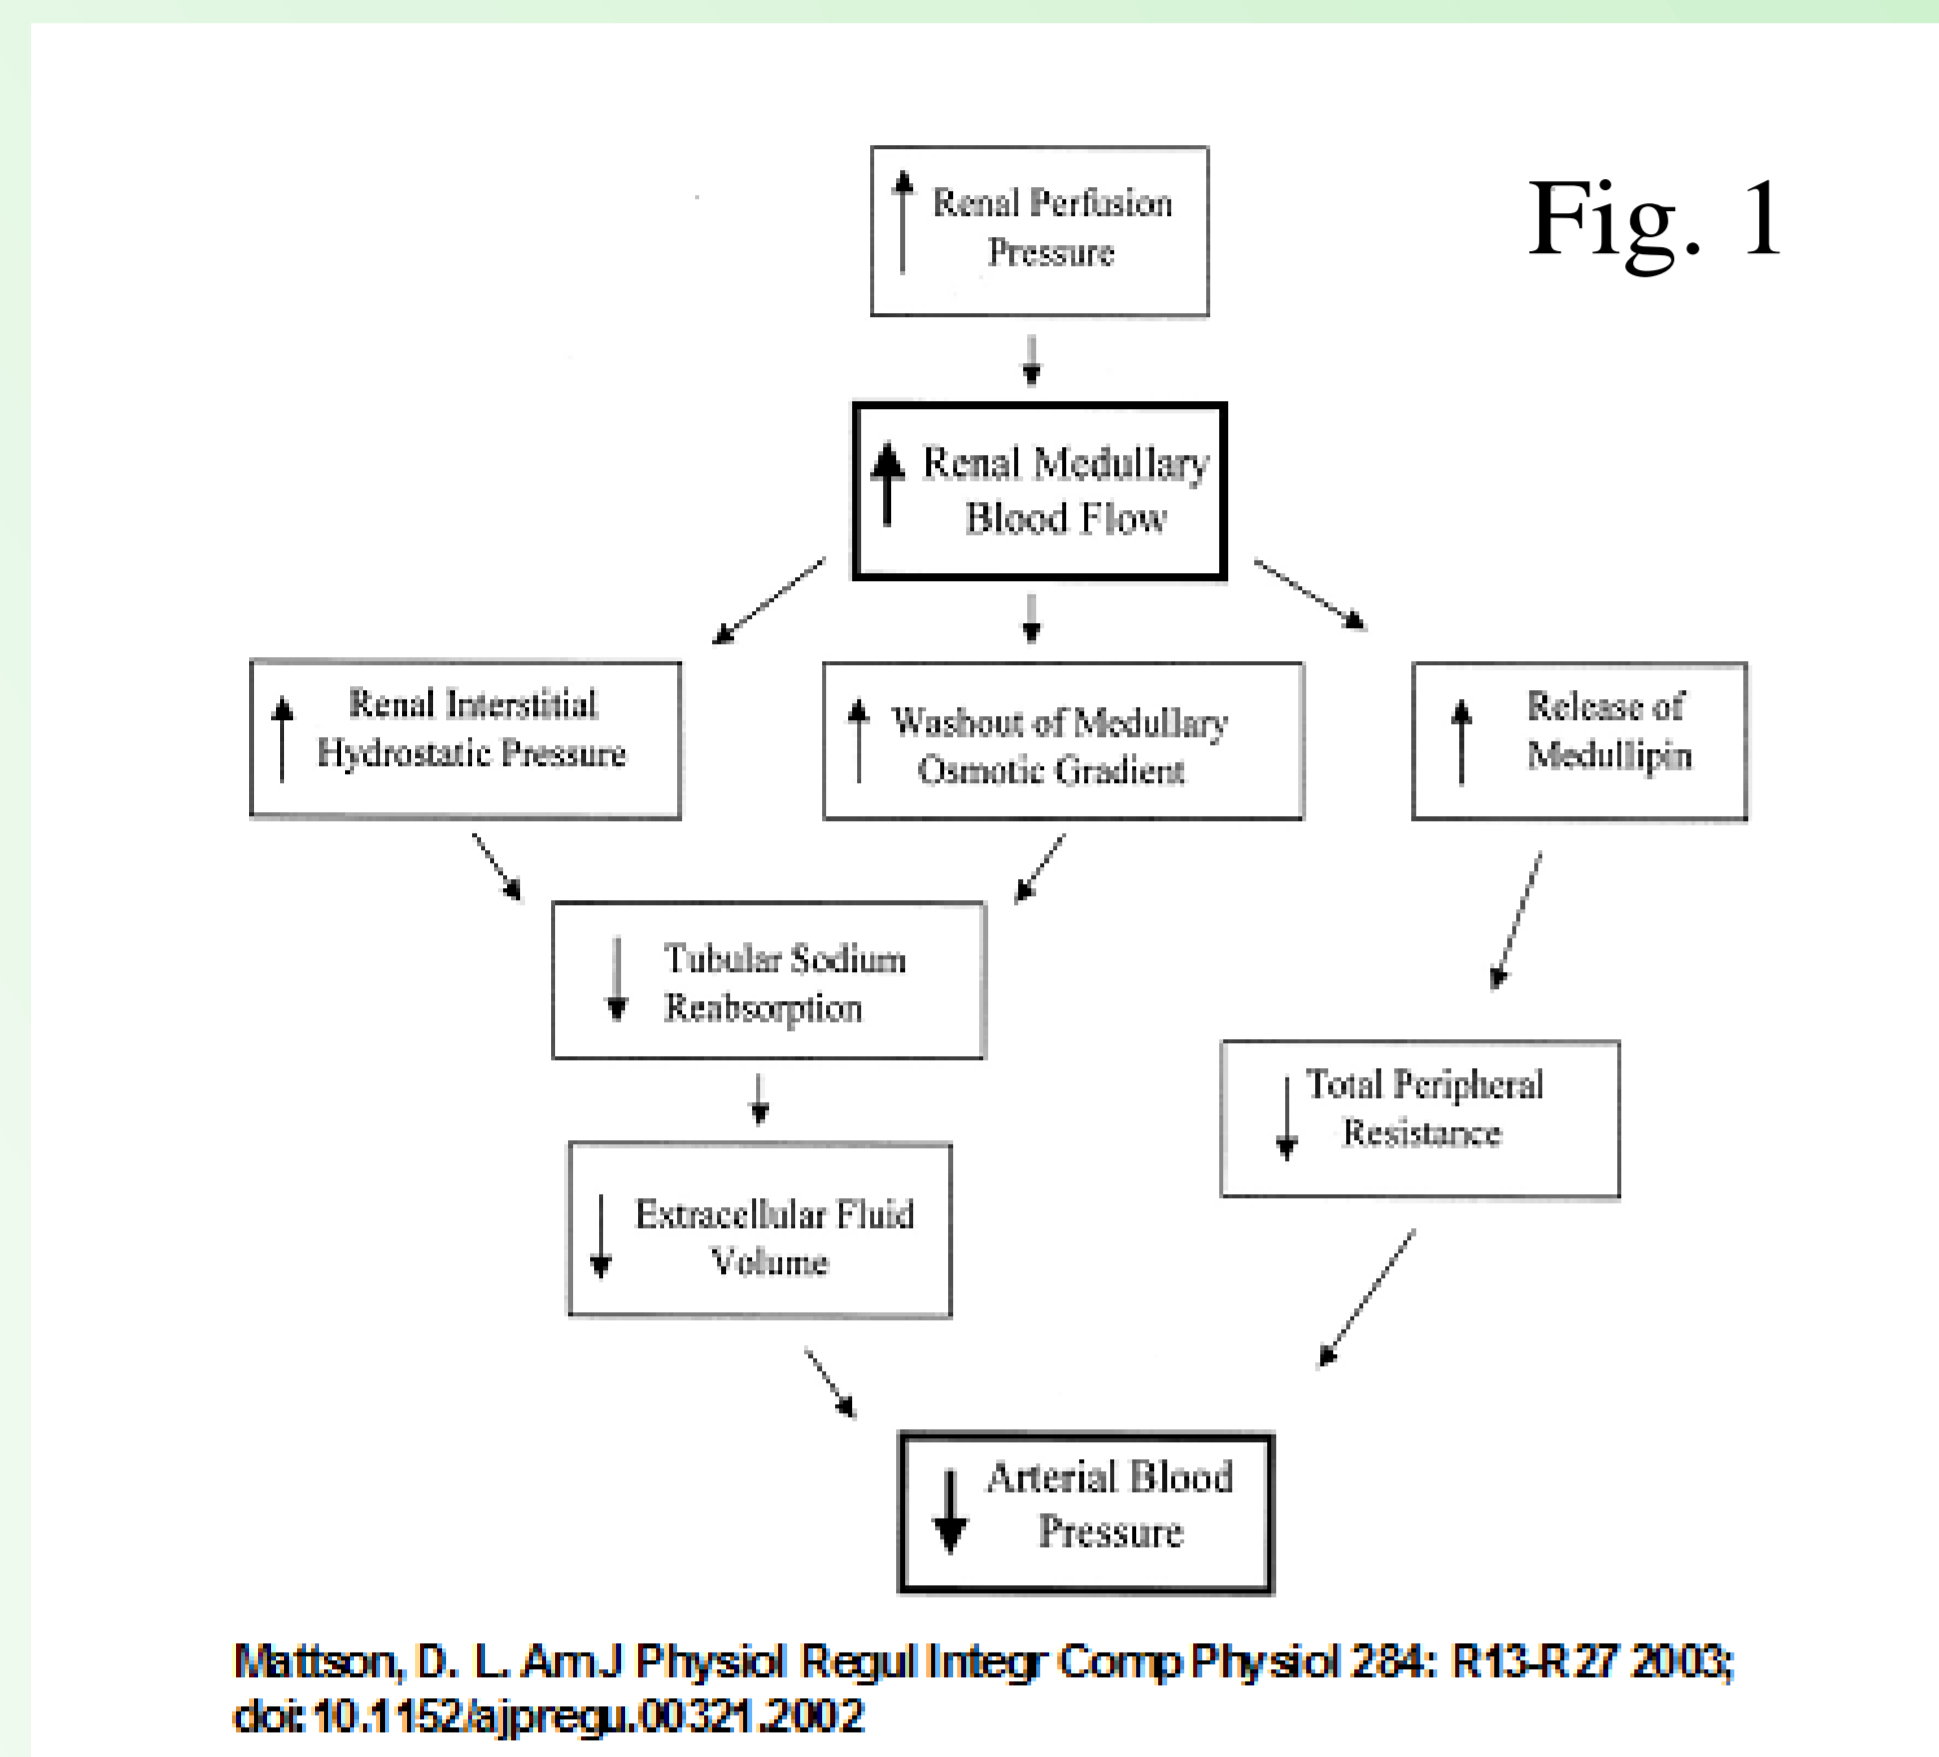 Fig. 1
Renal Perfusion
Pressure
Renal Medullary
Blood Flow
Renal Interstitial
Hydrostatic Pressure
Washout of Medullary
Osmotic Gradient
Release of
Medullipin
Tubular Sodium
Reabsorption
Total Peripheral
Resistance
Extracellular Fluid
Volume
Arterial Blood
Pressure
Mattson, D. L. Am J Physiol Regul Integr Comp Physiol 284: R13-R27 2003;
doi:10.1152/ajpregu.00321.2002